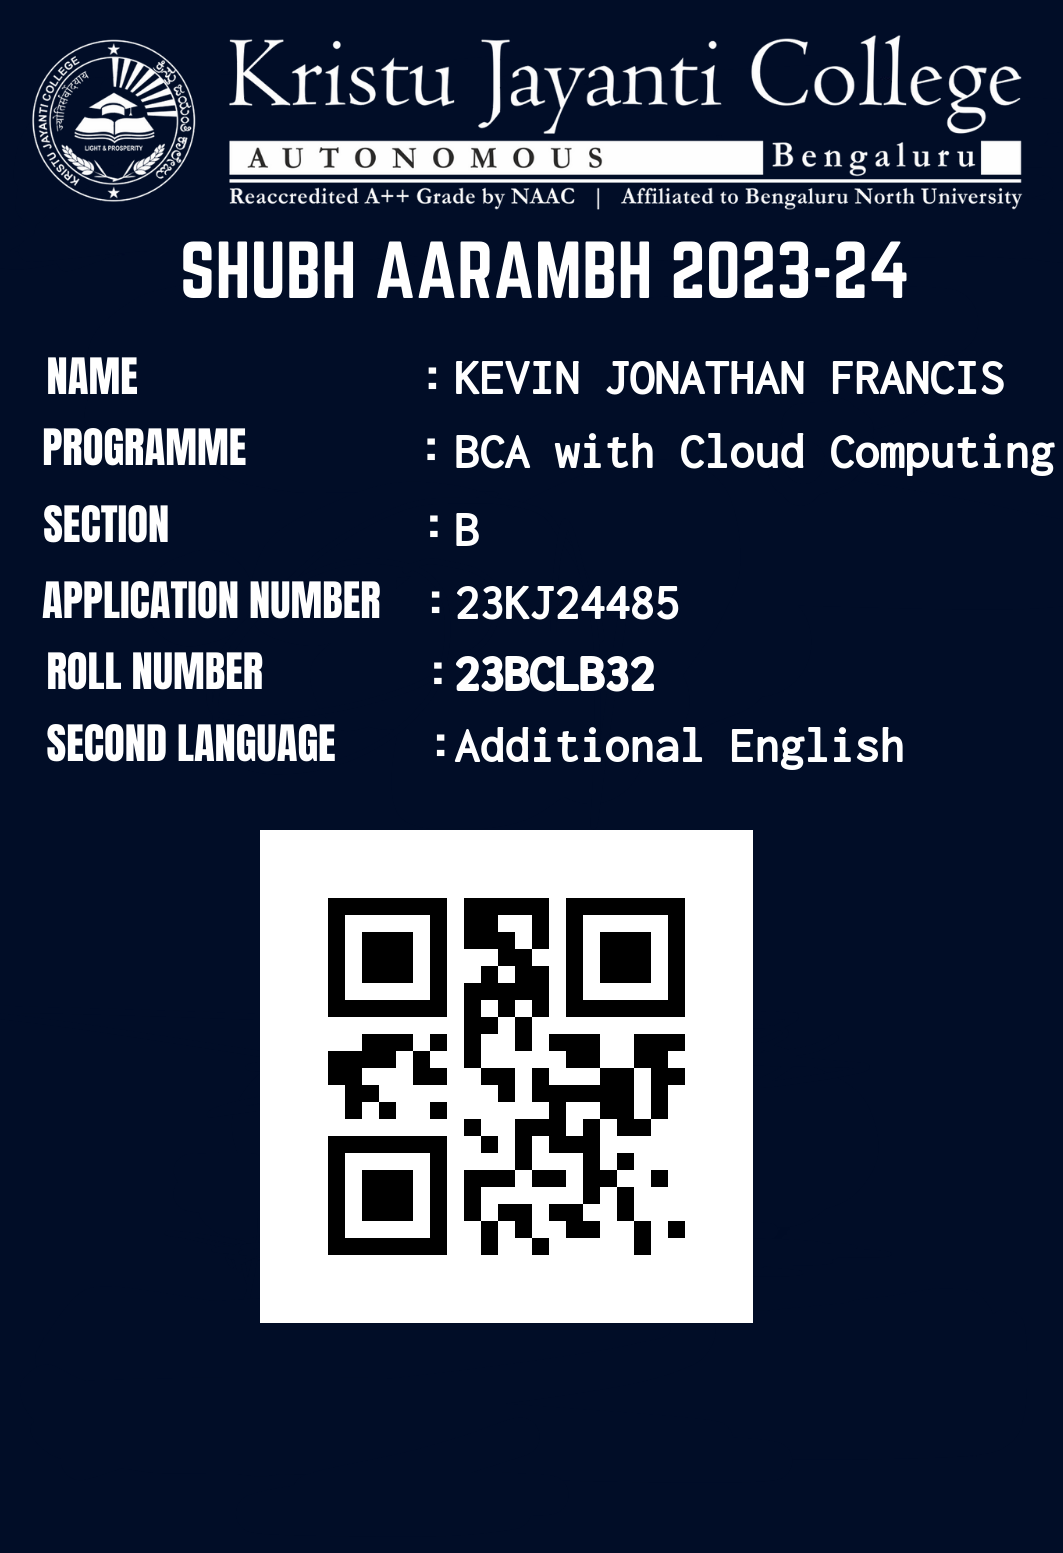 Kristu Jayanti College
AUTONOMOUS Bengaluru
Reaccredited A++ Grade by NAAC | Affiliated to Bengaluru North University
KRISTU JAYANTI COLLEGE
LIGHT & PROSPERITY
SHUBH AARAMBH 2023-24
NAME : KEVIN JONATHAN FRANCIS
PROGRAMME : BCA with Cloud Computing
SECTION : B
APPLICATION NUMBER : 23KJ24485
ROLL NUMBER : 23BCLB32
SECOND LANGUAGE : Additional English